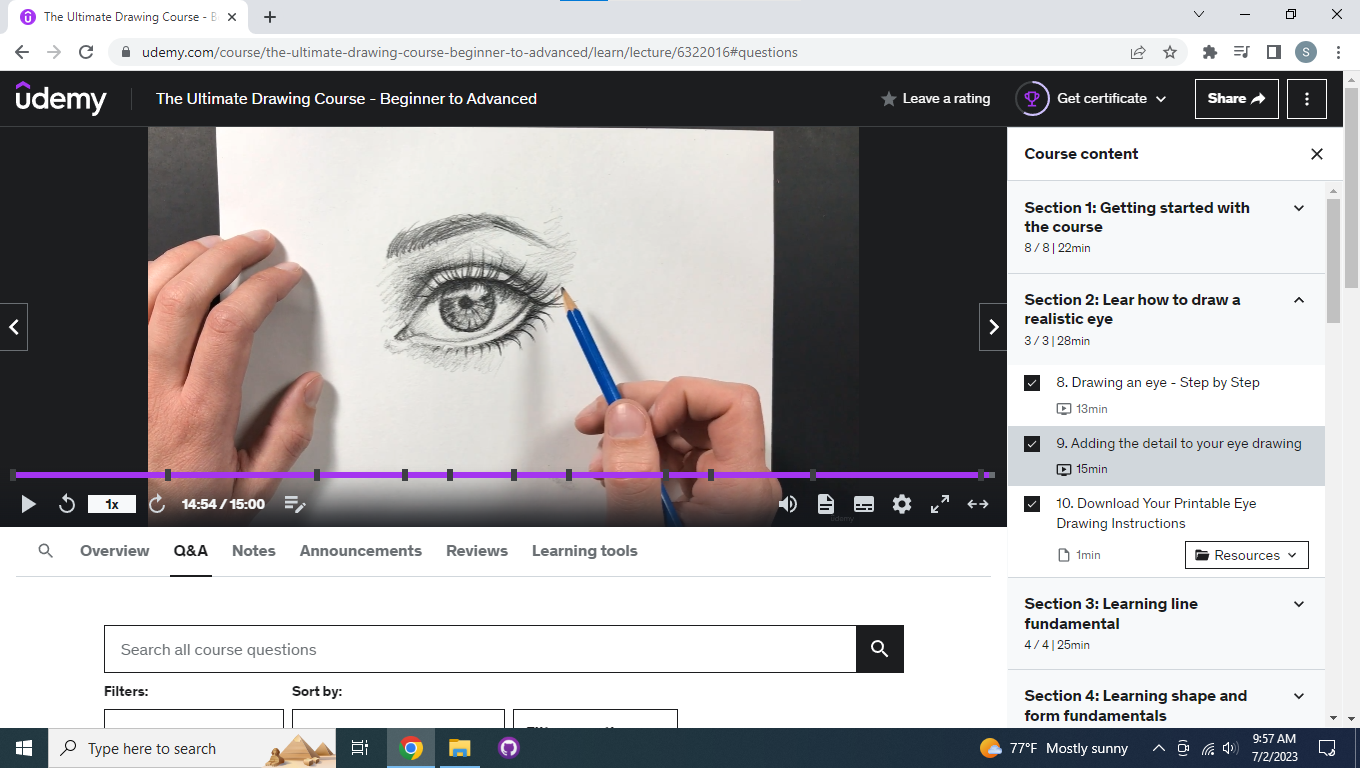 The Ultimate Drawing Course - B
udemy.com/course/the-ultimate-drawing-course-beginner-to-advanced/learn/lecture/6322016#questions
S
udemy
The Ultimate Drawing Course - Beginner to Advanced
Leave a rating
Get certificate
Share
Course content
Section 1: Getting started with
the course
8 / 8 | 22min
Section 2: Lear how to draw a
realistic eye
3 / 3 | 28min
8. Drawing an eye - Step by Step
13min
9. Adding the detail to your eye drawing
15min
10. Download Your Printable Eye
Drawing Instructions
1min
Resources
Section 3: Learning line
fundamental
4 / 4 | 25min
Section 4: Learning shape and
form fundamentals
1x
14:54 / 15:00
Udemy
Overview
Q&A
Notes
Announcements
Reviews
Learning tools
Search all course questions
Filters:
Sort by:
Type here to search
77°F Mostly sunny
9:57 AM
7/2/2023